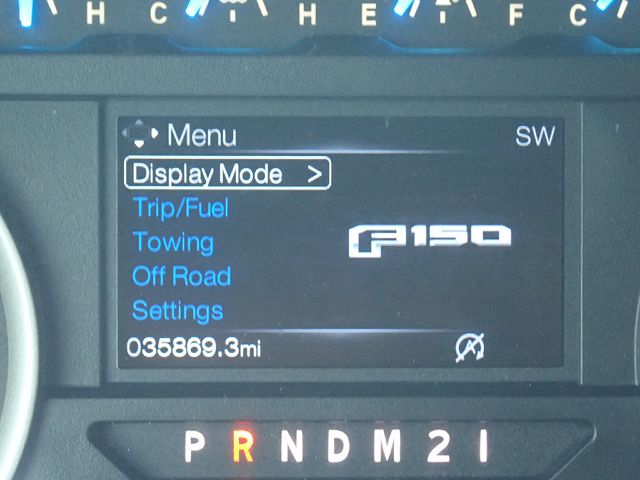 H C H E F C
Menu SW
Display Mode >
Trip/Fuel
Towing
F150
Off Road
Settings
035869.3mi A
P R N D M 2 1